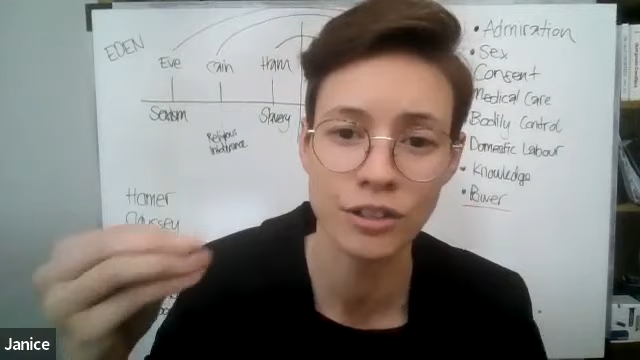 EDEN
Eve Cain Ham
Sexism Slavery
Religious
Intolerance
Homer
Odyssey
• Admiration
• Sex
Consent
Medical Care
Bodily Control
Domestic Labour
• Knowledge
• Power
Janice